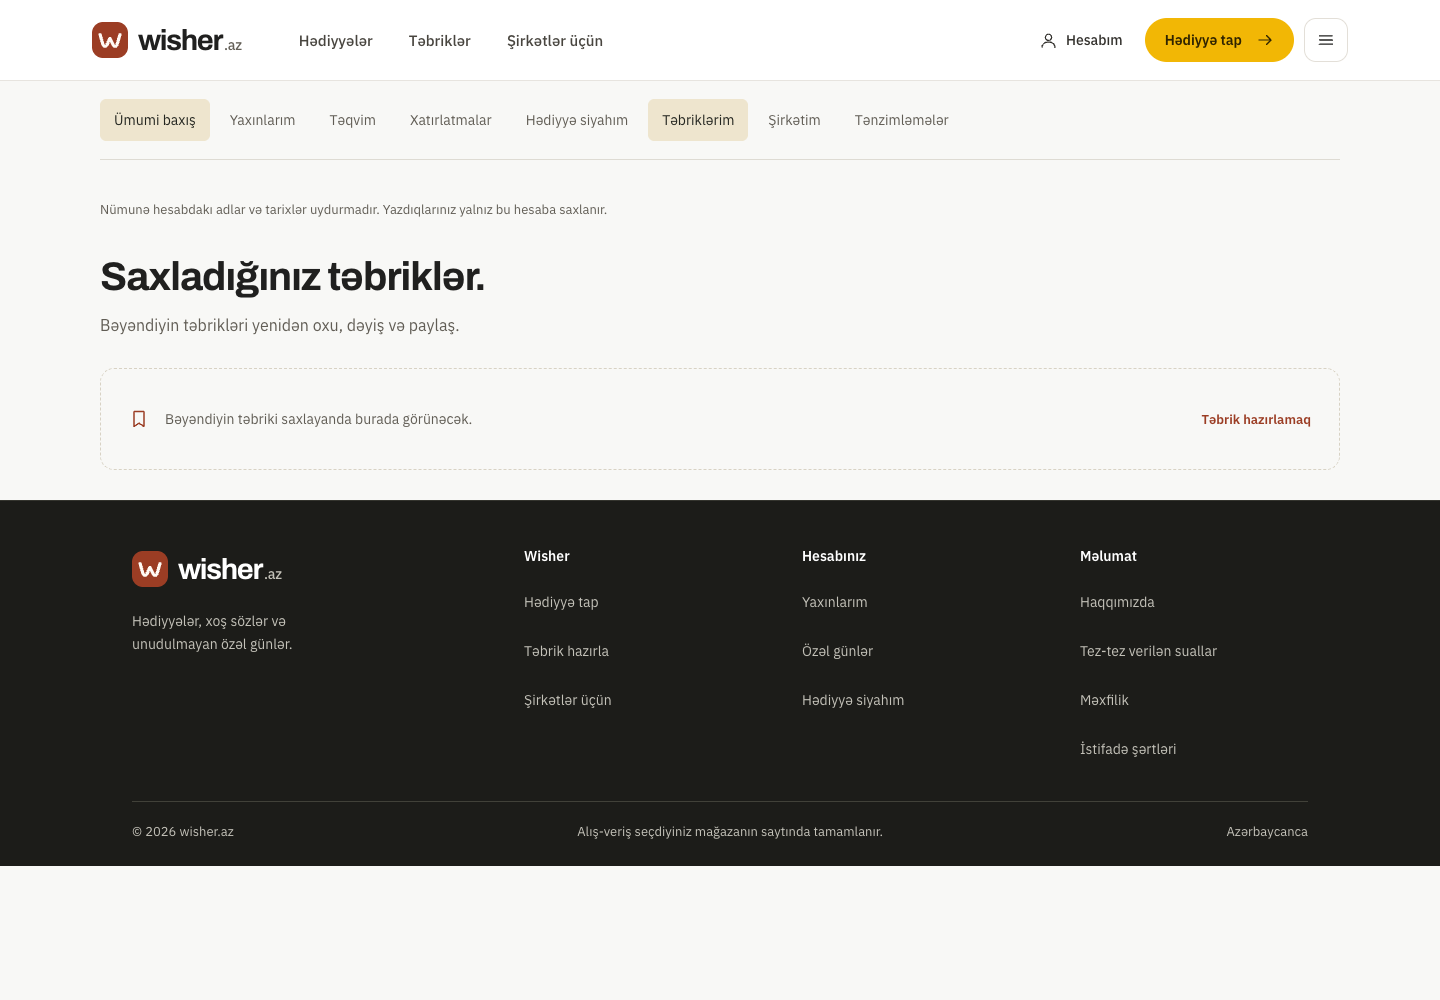 wisher.az
Hədiyyələr
Təbriklər
Şirkətlər üçün
Hesabım
Hədiyyə tap
Ümumi baxış
Yaxınlarım
Təqvim
Xatırlatmalar
Hədiyyə siyahım
Təbriklərim
Şirkətim
Tənzimləmələr
Nümunə hesabdakı adlar və tarixlər uydurmadır. Yazdıqlarınız yalnız bu hesaba saxlanır.
Saxladığınız təbriklər.
Bəyəndiyin təbrikləri yenidən oxu, dəyiş və paylaş.
Bəyəndiyin təbriki saxlayanda burada görünəcək.
Təbrik hazırlamaq
wisher.az
Hədiyyələr, xoş sözlər və
unudulmayan özəl günlər.
Wisher
Hədiyyə tap
Təbrik hazırla
Şirkətlər üçün
Hesabınız
Yaxınlarım
Özəl günlər
Hədiyyə siyahım
Məlumat
Haqqımızda
Tez-tez verilən suallar
Məxfilik
İstifadə şərtləri
© 2026 wisher.az
Alış-veriş seçdiyiniz mağazanın saytında tamamlanır.
Azərbaycanca